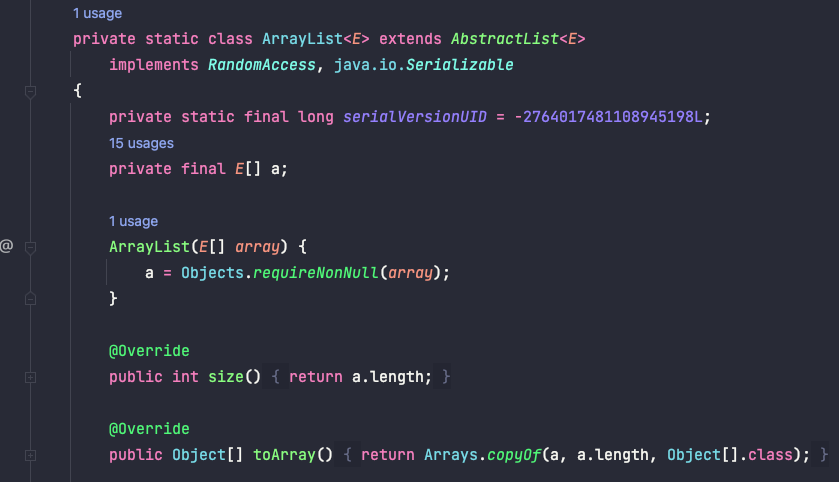 1 usage
private static class ArrayList<E> extends AbstractList<E>
implements RandomAccess, java.io.Serializable
{
private static final long serialVersionUID = -2764017481108945198L;
15 usages
private final E[] a;
1 usage
@ ArrayList(E[] array) {
a = Objects.requireNonNull(array);
}
@Override
public int size() { return a.length; }
@Override
public Object[] toArray() { return Arrays.copyOf(a, a.length, Object[].class); }